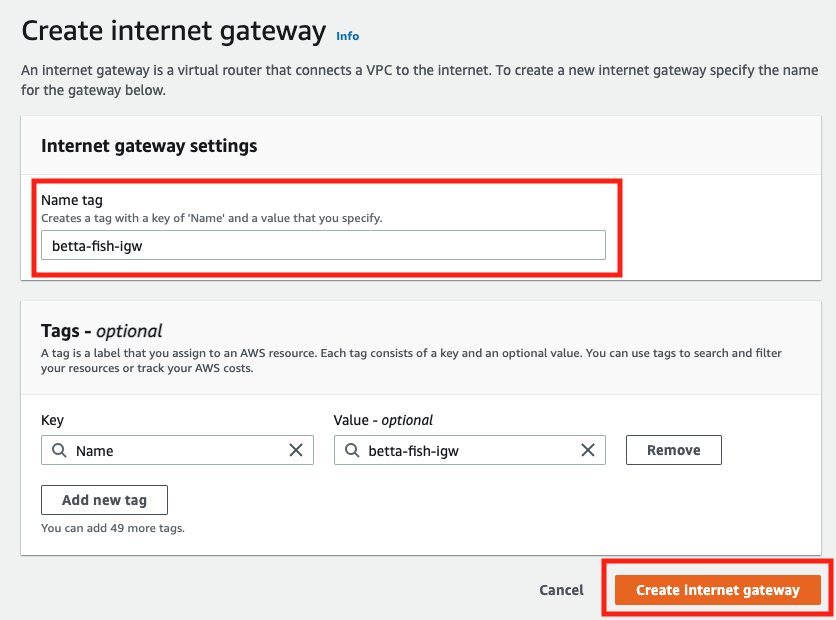 Create internet gateway Info
An internet gateway is a virtual router that connects a VPC to the internet. To create a new internet gateway specify the name
for the gateway below.
Internet gateway settings
Name tag
Creates a tag with a key of 'Name' and a value that you specify.
betta-fish-igw
Tags - optional
A tag is a label that you assign to an AWS resource. Each tag consists of a key and an optional value. You can use tags to search and filter
your resources or track your AWS costs.
Key Value - optional
Name betta-fish-igw Remove
Add new tag
You can add 49 more tags.
Cancel Create internet gateway